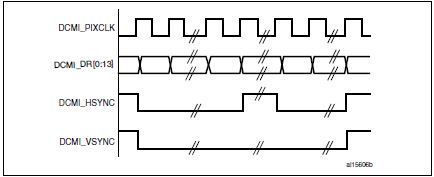 DCMI_PIXCLK
DCMI_DR[0:13]
DCMI_HSYNC
DCMI_VSYNC
ai15606b